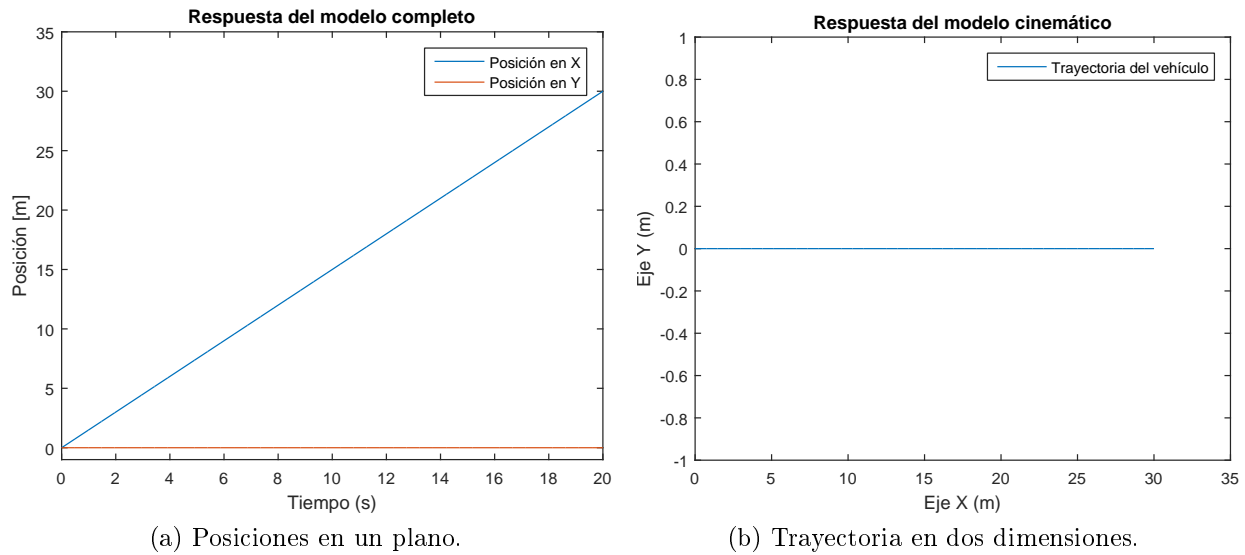 Respuesta del modelo completo
35
30
25
20
15
10
5
0
Posición [m]
Posición en X
Posición en Y
0 2 4 6 8 10 12 14 16 18 20
Tiempo (s)
(a) Posiciones en un plano.
Respuesta del modelo cinemático
1
0.8
0.6
0.4
0.2
0
-0.2
-0.4
-0.6
-0.8
-1
Eje Y (m)
Trayectoria del vehículo
0 5 10 15 20 25 30 35
Eje X (m)
(b) Trayectoria en dos dimensiones.